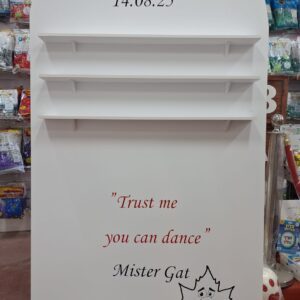 14.08.25
"Trust me
you can dance"
Mister Gat